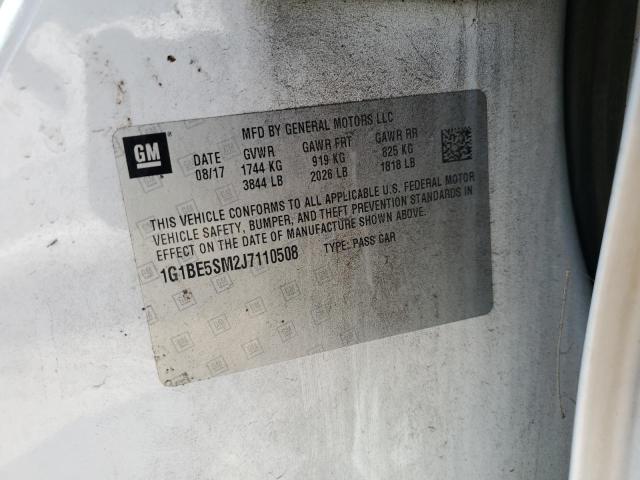 MFD BY GENERAL MOTORS LLC
GM
DATE GVWR GAWR FRT GAWR RR
08/17 1744 KG 919 KG 825 KG
3844 LB 2026 LB 1818 LB
THIS VEHICLE CONFORMS TO ALL APPLICABLE U.S. FEDERAL MOTOR
VEHICLE SAFETY, BUMPER, AND THEFT PREVENTION STANDARDS IN
EFFECT ON THE DATE OF MANUFACTURE SHOWN ABOVE.
1G1BE5SM2J7110508 TYPE: PASS CAR